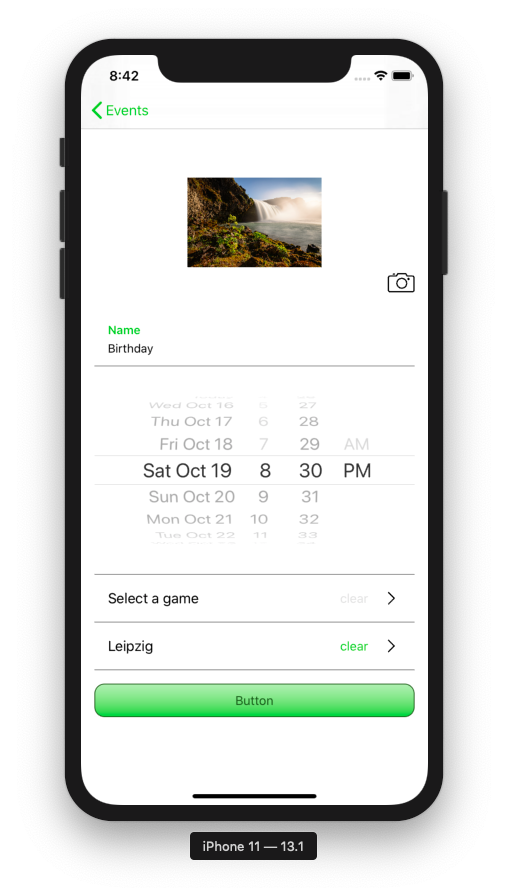 8:42
Events
Name
Birthday
Wed Oct 16 27
Thu Oct 17 6 28
Fri Oct 18 7 29 AM
Sat Oct 19 8 30 PM
Sun Oct 20 9 31
Mon Oct 21 10 32
Tue Oct 22 11 33
Select a game clear
Leipzig clear
Button
iPhone 11 — 13.1